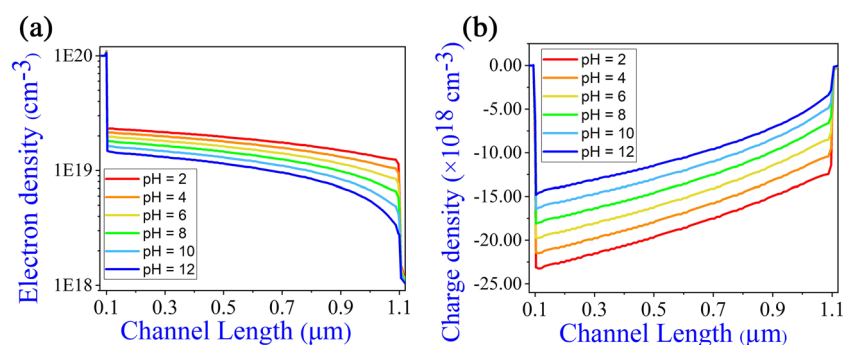 (a)
Electron density (cm-3)
1E20
1E19
1E18
pH = 2
pH = 4
pH = 6
pH = 8
pH = 10
pH = 12
0.1 0.3 0.5 0.7 0.9 1.1
Channel Length (μm)
(b)
Charge density (×10^18 cm-3)
0.00
-5.00
-10.00
-15.00
-20.00
-25.00
pH = 2
pH = 4
pH = 6
pH = 8
pH = 10
pH = 12
0.1 0.3 0.5 0.7 0.9 1.1
Channel Length (μm)